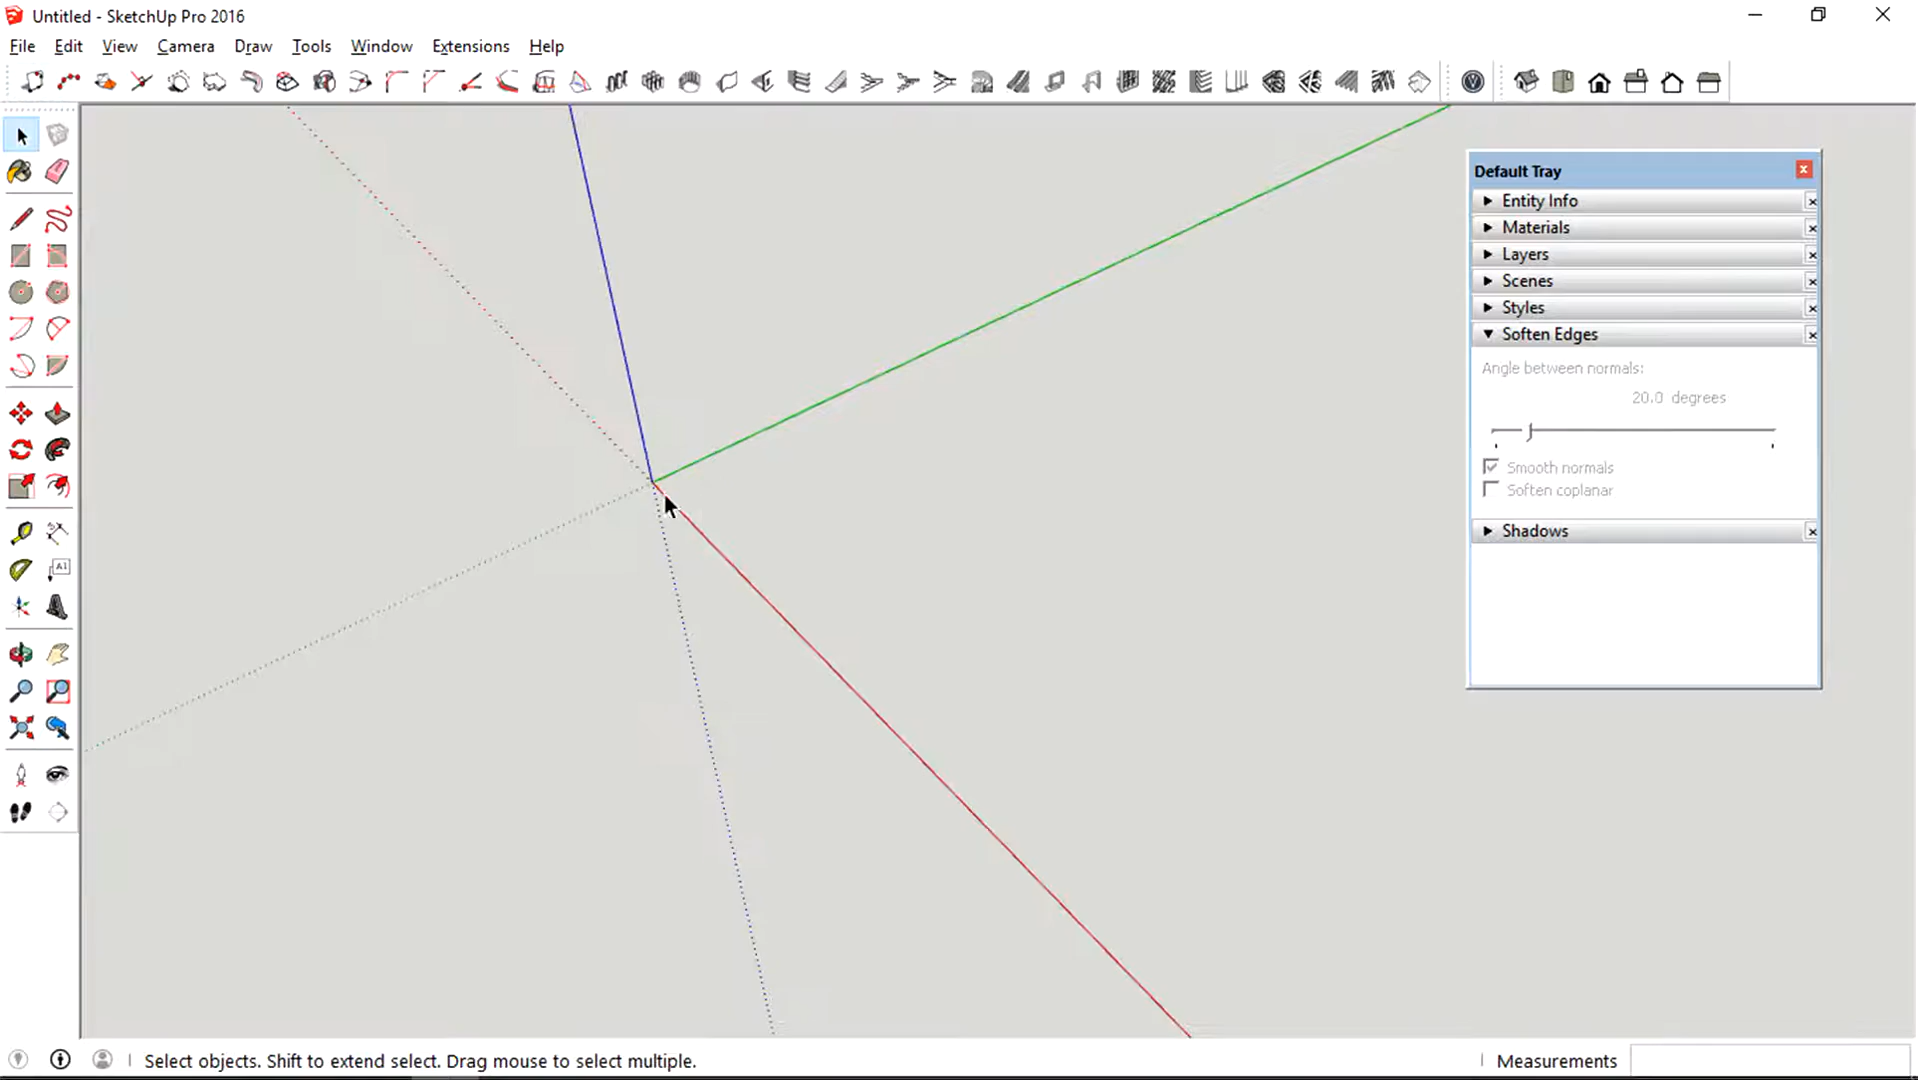 Untitled - SketchUp Pro 2016
File Edit View Camera Draw Tools Window Extensions Help
Default Tray
Entity Info
Materials
Layers
Scenes
Styles
Soften Edges
Angle between normals:
20.0 degrees
Smooth normals
Soften coplanar
Shadows
Select objects. Shift to extend select. Drag mouse to select multiple.
Measurements